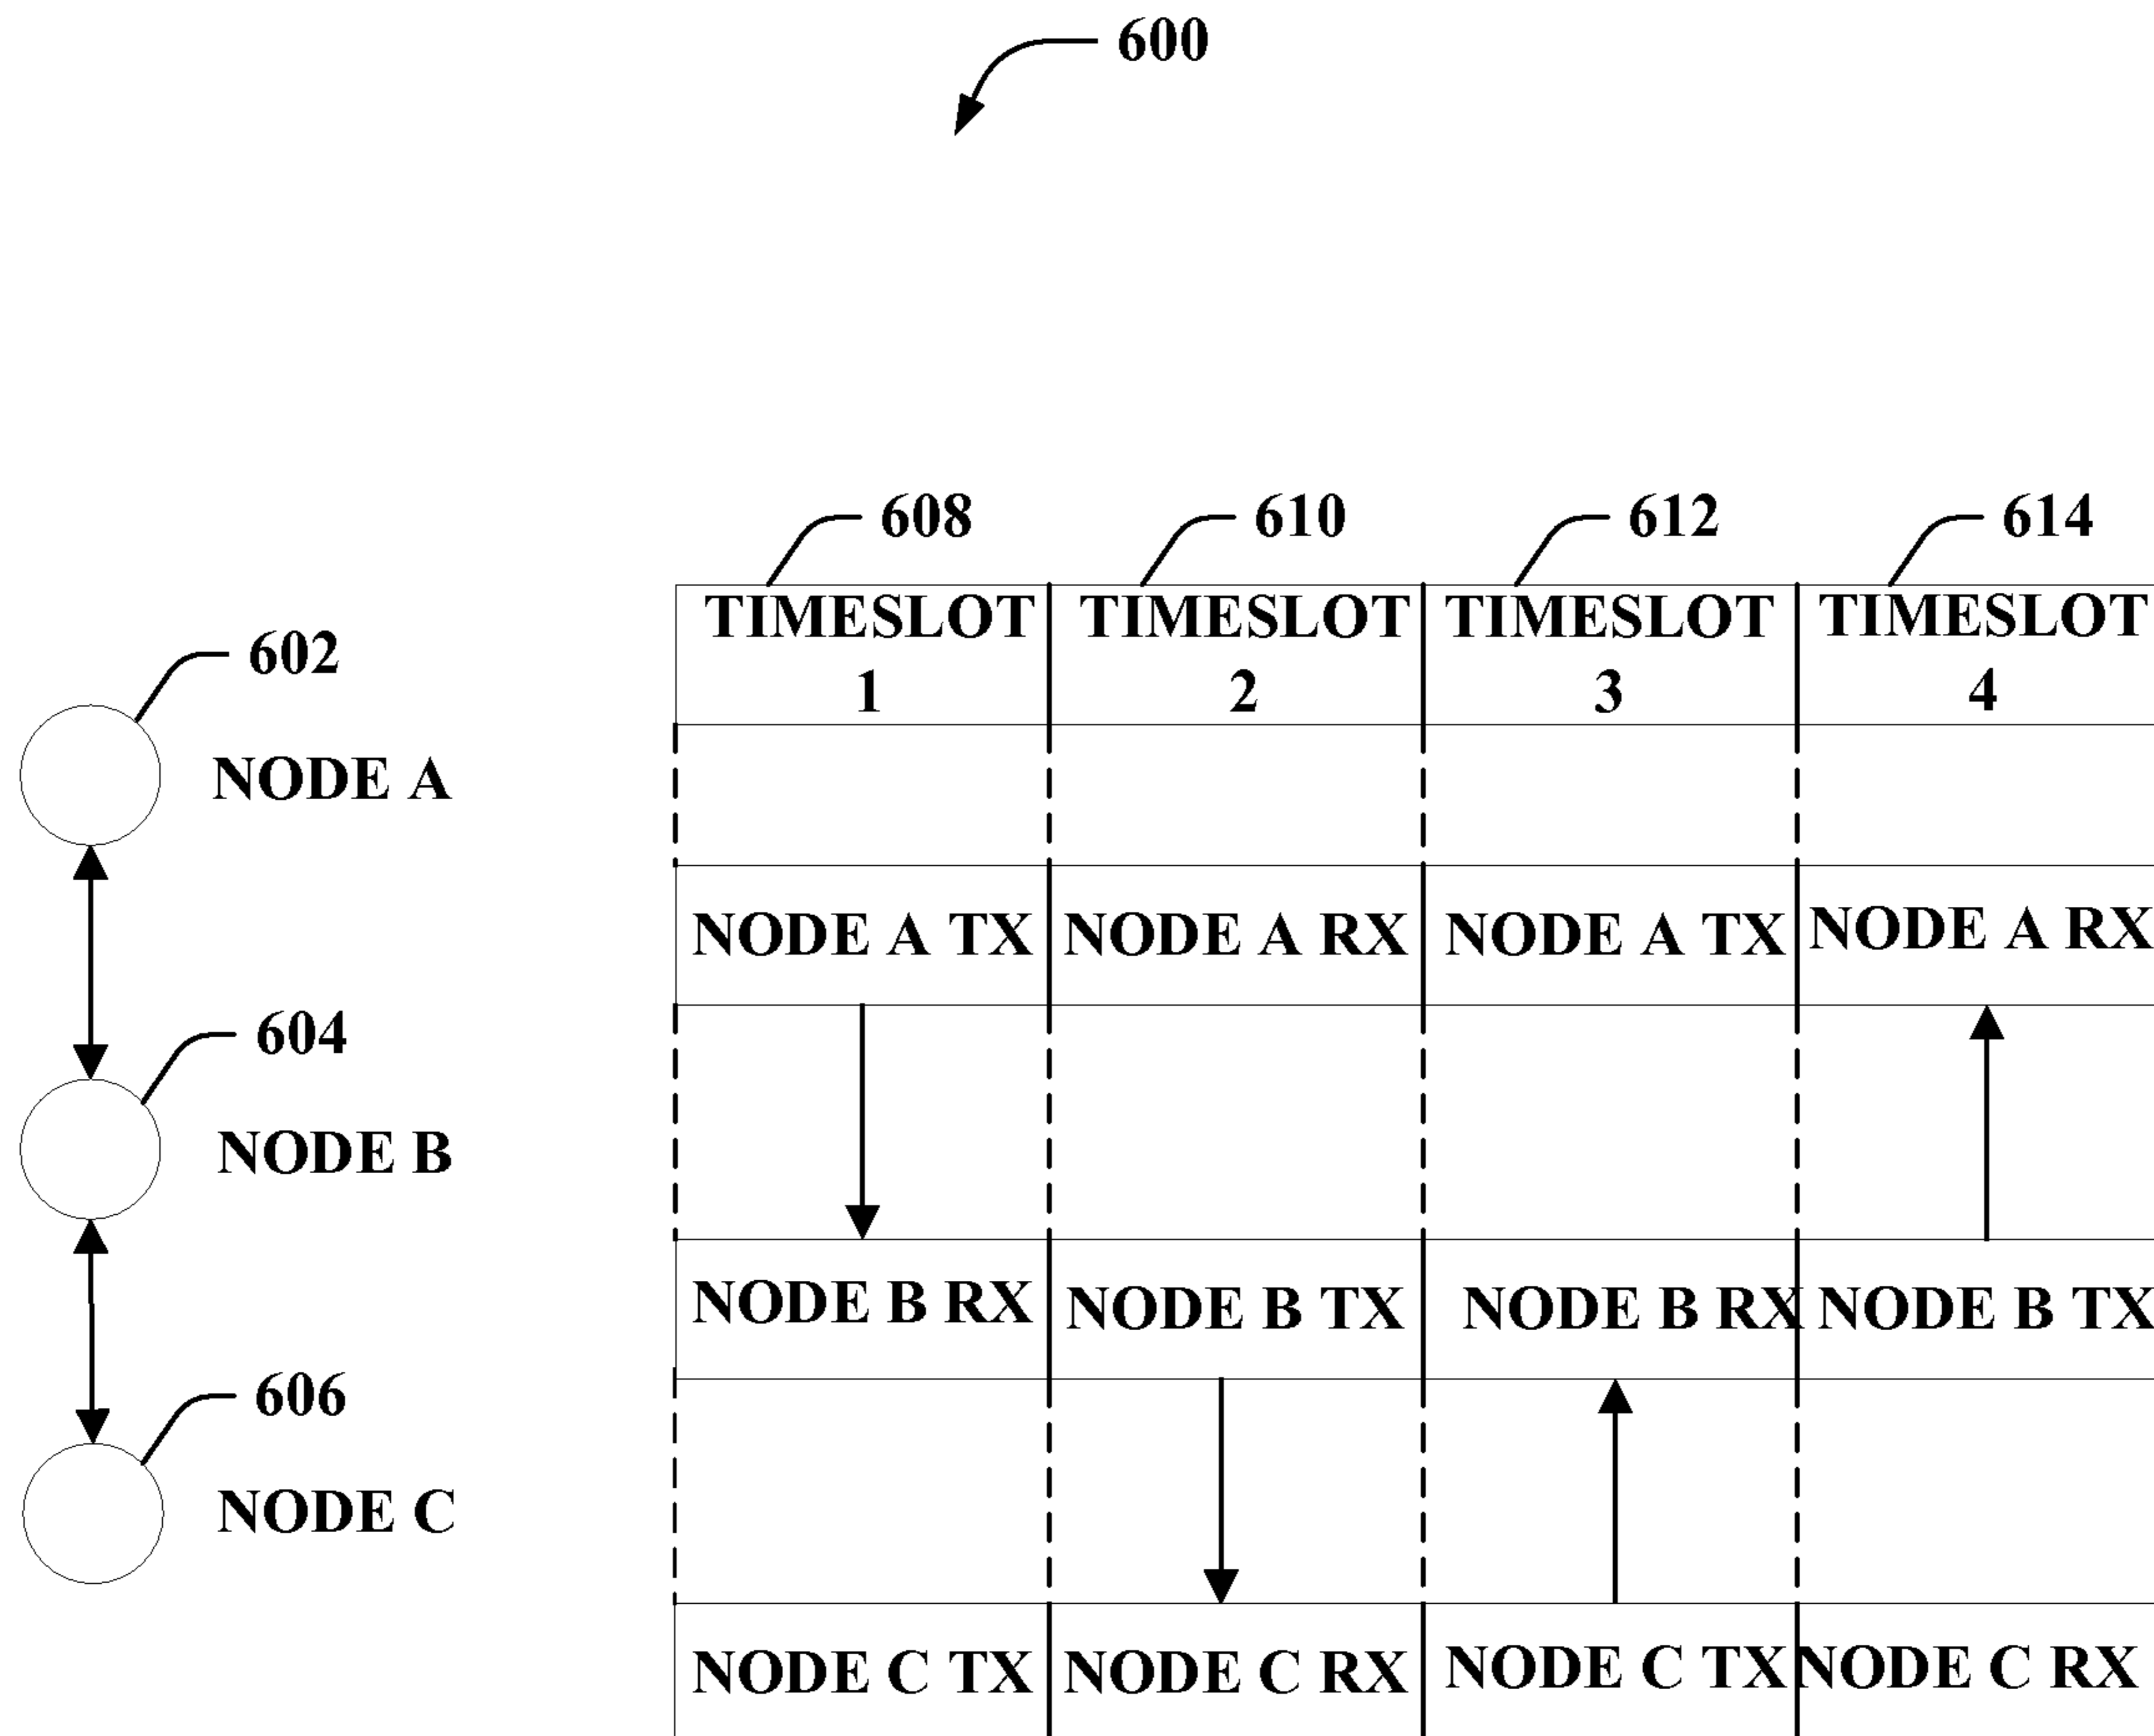 600
608 610 612 614
TIMESLOT 1 TIMESLOT 2 TIMESLOT 3 TIMESLOT 4
602
NODE A
NODE A TX NODE A RX NODE A TX NODE A RX
604
NODE B
NODE B RX NODE B TX NODE B RX NODE B TX
606
NODE C
NODE C TX NODE C RX NODE C TX NODE C RX